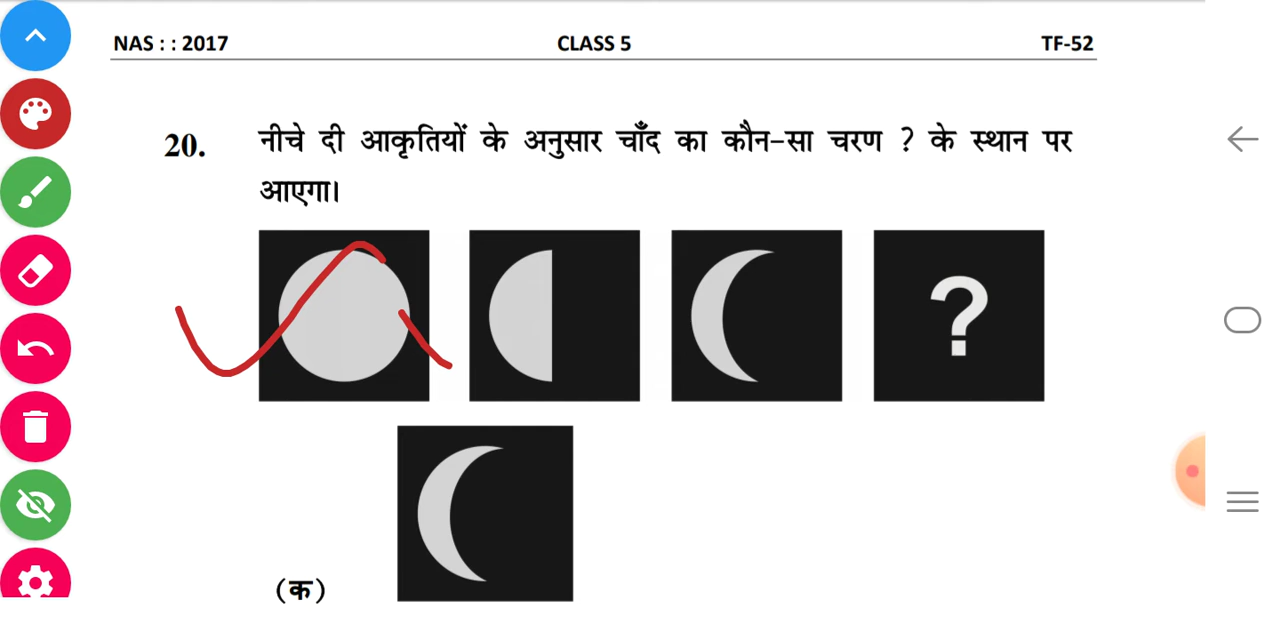 NAS : : 2017 CLASS 5 TF-52
20. नीचे दी आकृतियों के अनुसार चाँद का कौन-सा चरण ? के स्थान पर
आएगा।
?
(क)